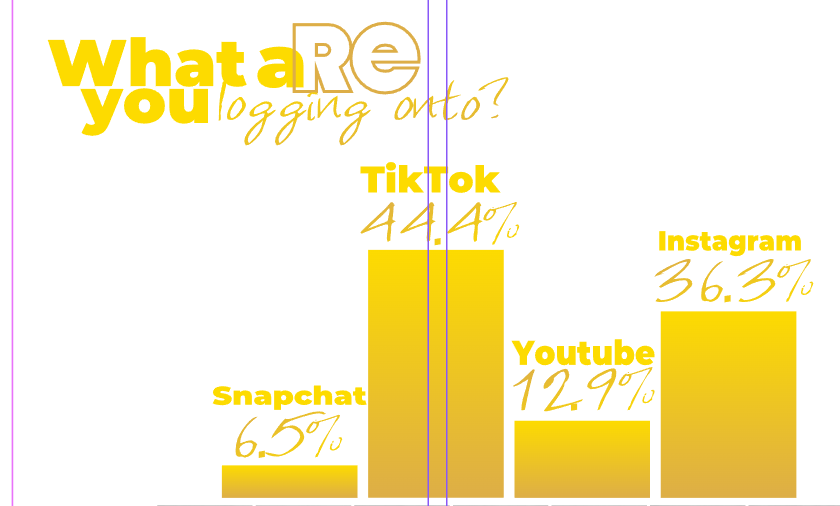 What aRe
you logging onto?
TikTok
44.4%
Instagram
36.3%
Youtube
12.9%
Snapchat
6.5%